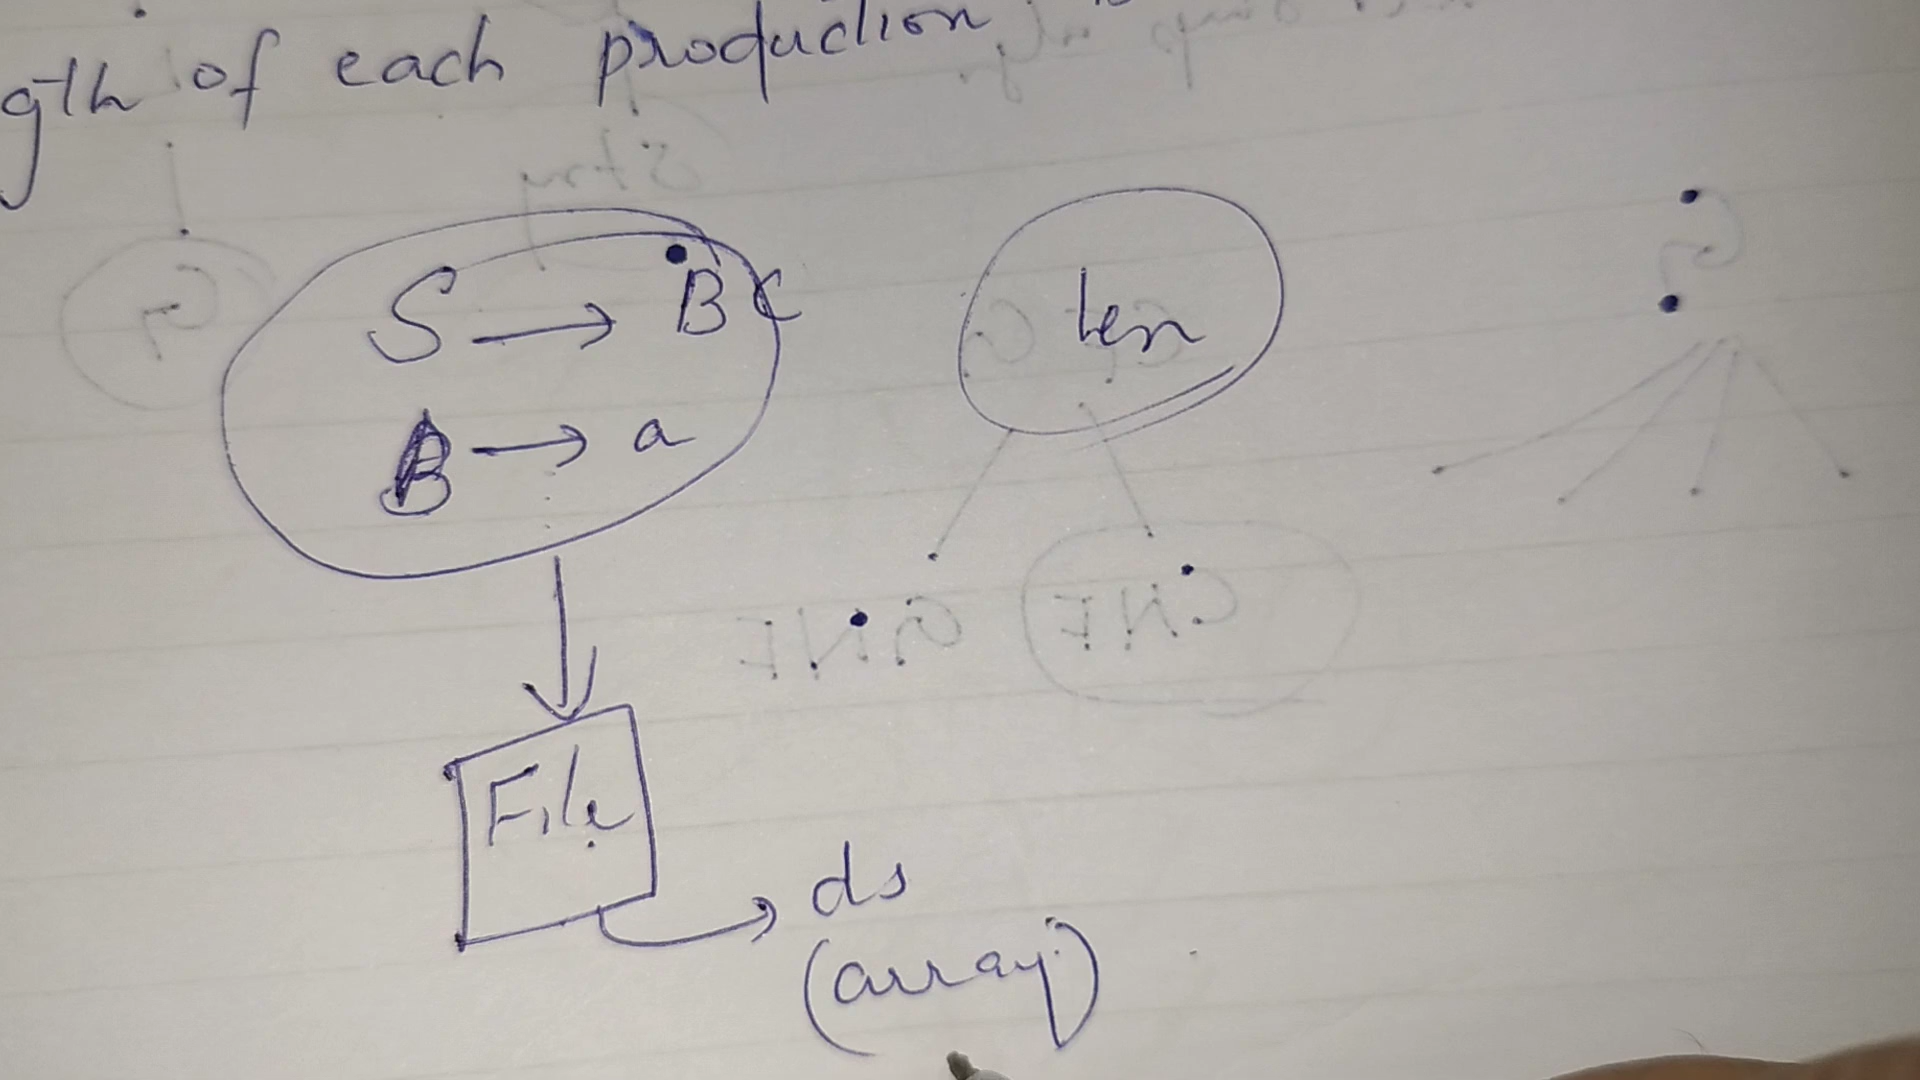 gth of each production
S → BC
len
B → a
File
ds
(array)